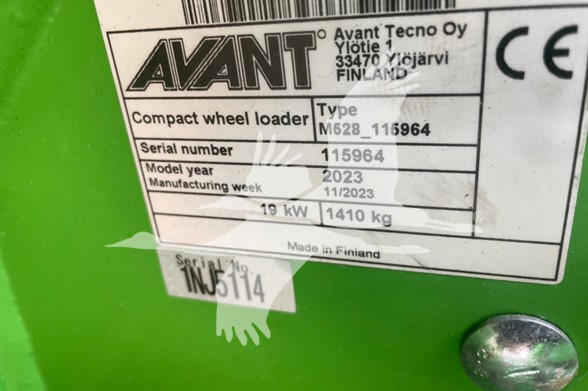 AVANT
Avant Tecno Oy
Ylötie 1
33470 Ylöjärvi
FINLAND
CE
Compact wheel loader
Type
M528_115964
Serial number 115964
Model year 2023
Manufacturing week 11/2023
19 kW 1410 kg
Made in Finland
Serial No.
1NJ5114